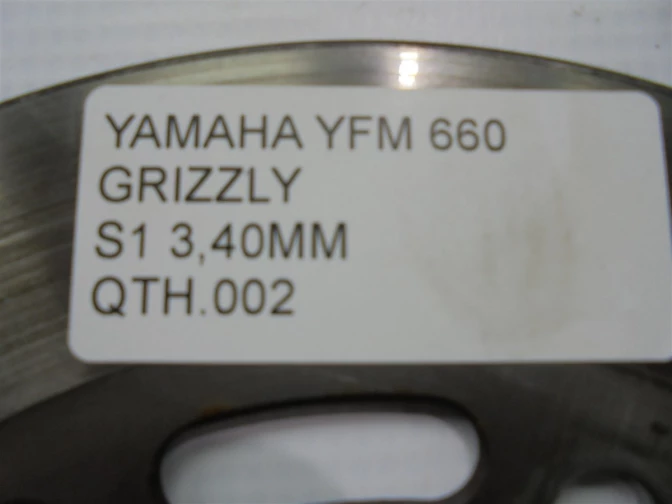 YAMAHA YFM 660
GRIZZLY
S1 3,40MM
QTH.002